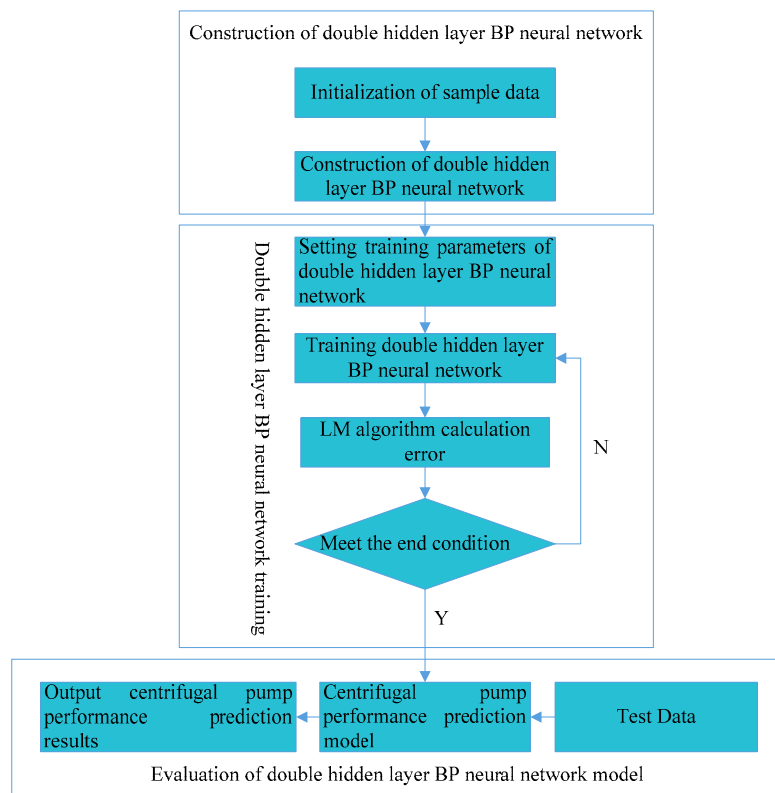 Construction of double hidden layer BP neural network
Initialization of sample data
Construction of double hidden
layer BP neural network
Double hidden layer BP neural network training
Setting training parameters of
double hidden layer BP neural
network
Training double hidden layer
BP neural network
LM algorithm calculation
error
N
Meet the end condition
Y
Output centrifugal pump
performance prediction
results
Centrifugal pump
performance prediction
model
Test Data
Evaluation of double hidden layer BP neural network model